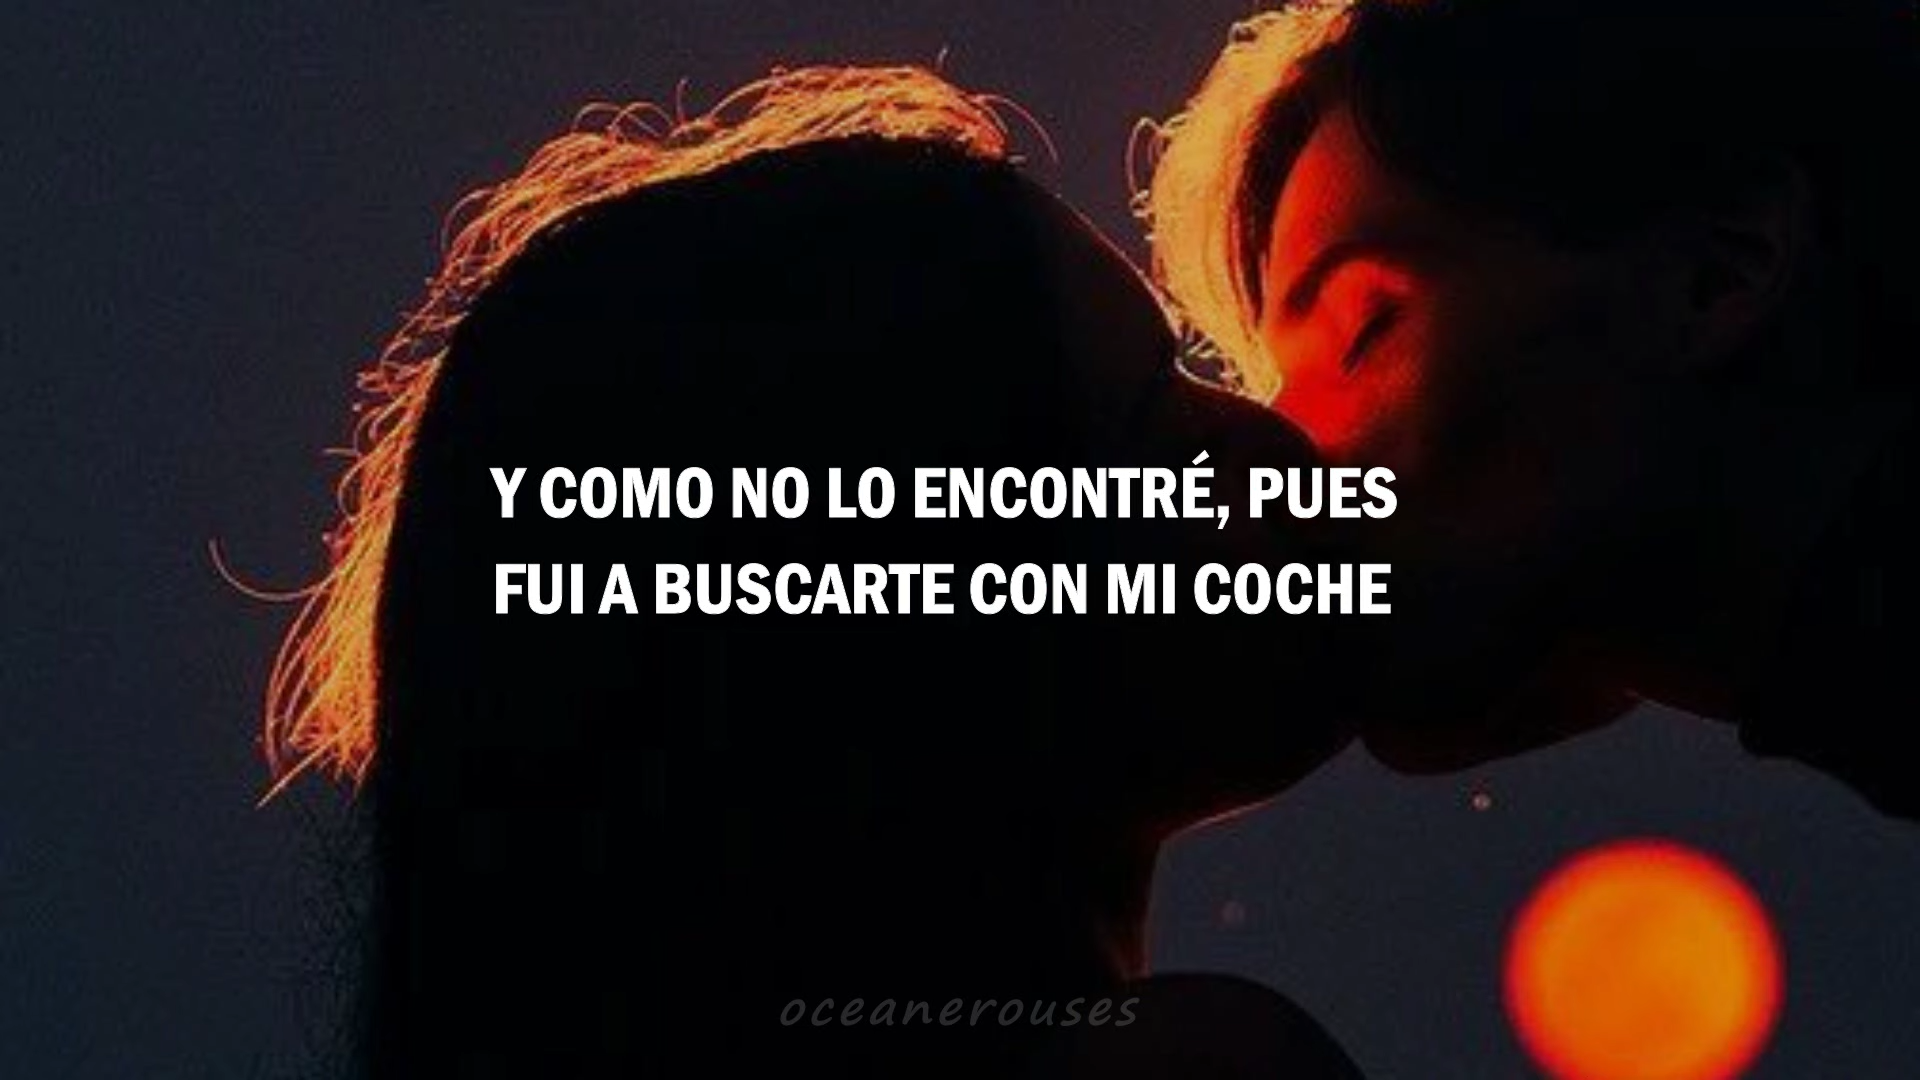 Y COMO NO LO ENCONTRÉ, PUES
FUI A BUSCARTE CON MI COCHE
oceanerouses